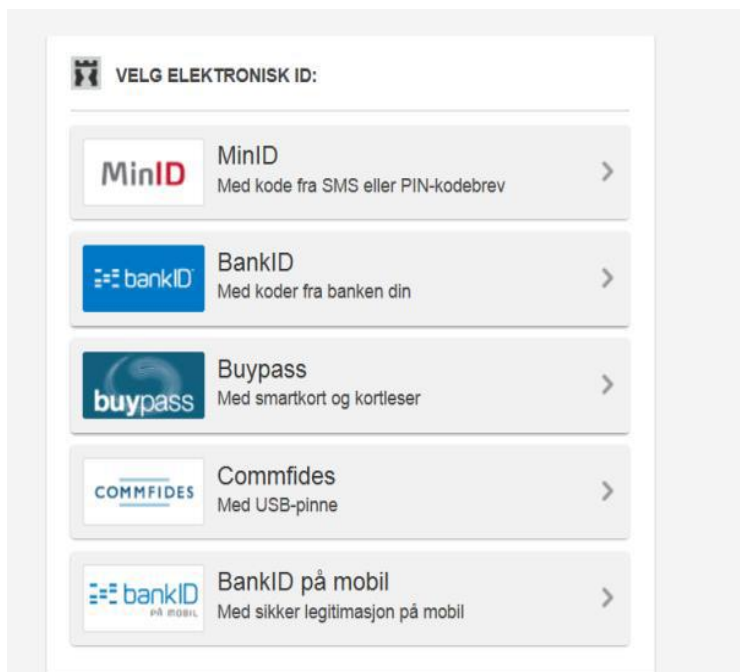 VELG ELEKTRONISK ID:
MinID
MinID
Med kode fra SMS eller PIN-kodebrev
bankID
BankID
Med koder fra banken din
buypass
Buypass
Med smartkort og kortleser
COMMFIDES
Commfides
Med USB-pinne
bankID
PÅ MOBIL
BankID på mobil
Med sikker legitimasjon på mobil